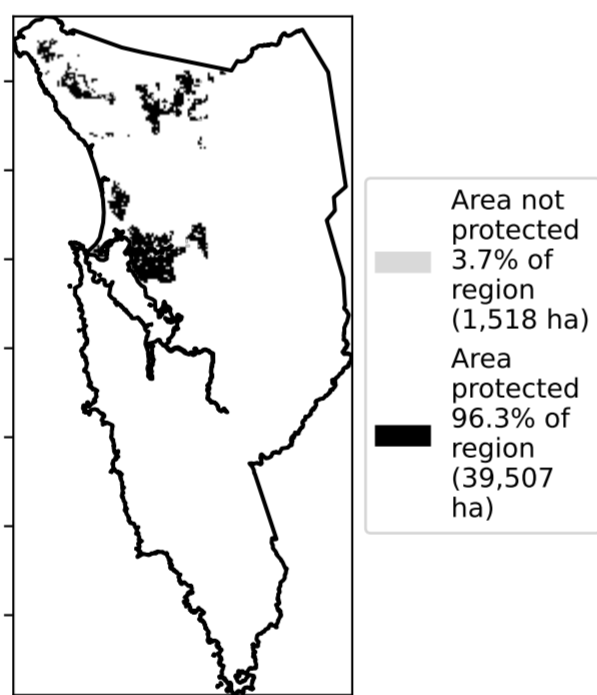 Area not
protected
3.7% of
region
(1,518 ha)
Area
protected
96.3% of
region
(39,507
ha)